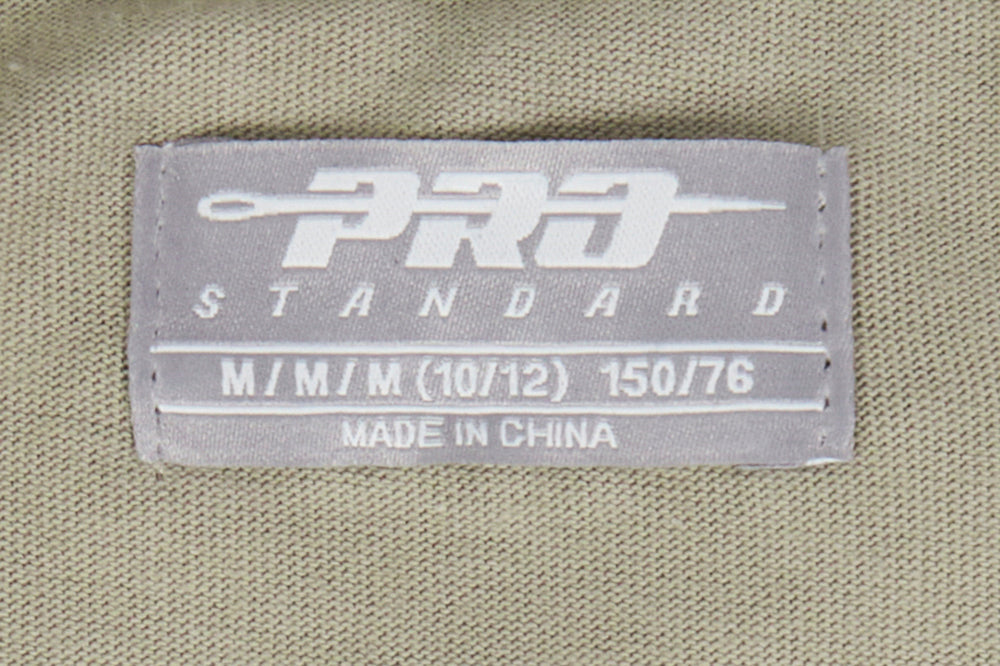 PRO
STANDARD
M / M / M (10/12) 150/76
MADE IN CHINA